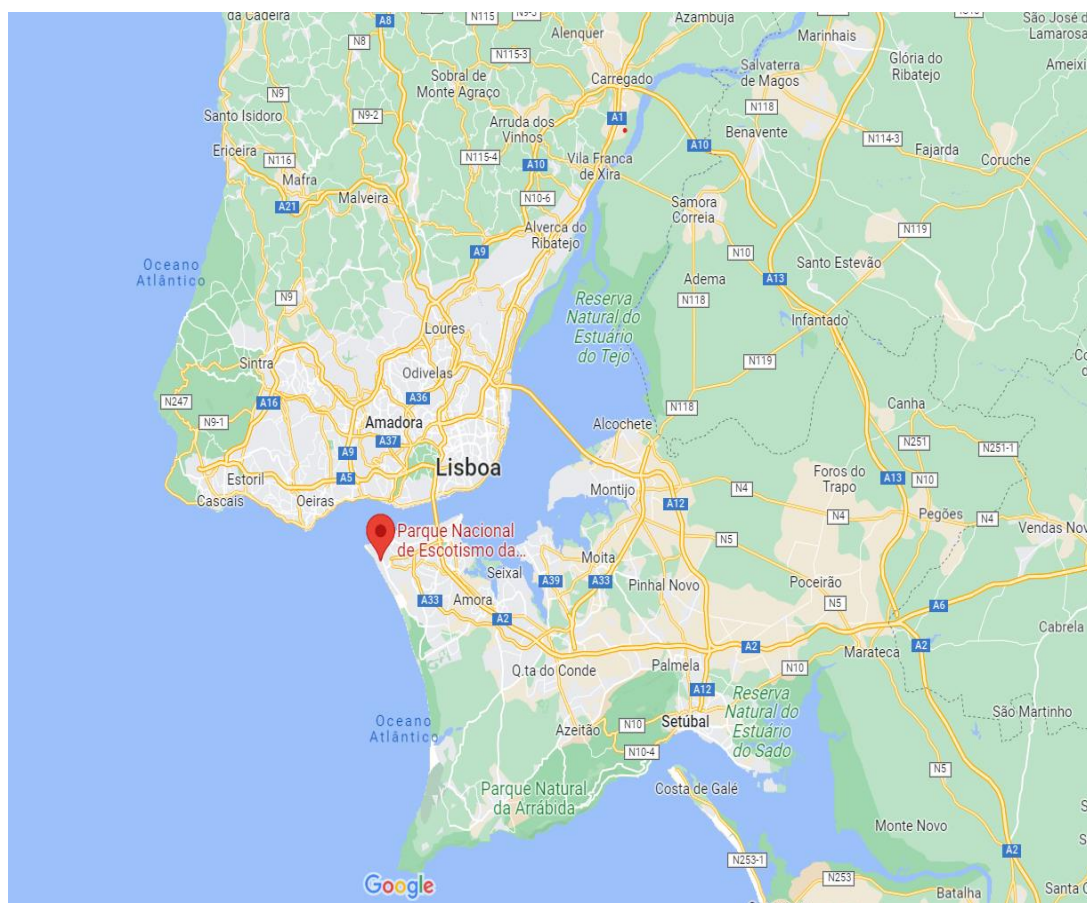 da Cadeira
A8
N115
N9-3
Azambuja
São José d
Lamarosa
N8
Alenquer
Marinhais
N115-3
Glória do
Ribatejo
Ameixi
Sobral de
Monte Agraço
Carregado
Salvaterra
de Magos
N9
N118
Santo Isidoro
N9-2
Arruda dos
Vinhos
A1
Benavente
N114-3
Ericeira
N116
N115-4
A10
A10
Fajarda
Coruche
Mafra
Vila Franca
de Xira
A21
Malveira
N10-6
Samora
Correia
Alverca do
Ribatejo
N119
A9
N10
Santo Estevão
Oceano
Atlântico
Adema
A13
N9
Reserva
Natural do
Estuário
do Tejo
N118
Infantado
Loures
Sintra
Odivelas
N119
Co
d
N247
A16
A36
N118
Canha
N9-1
Amadora
Alcochete
A37
N251
N251-1
A9
Lisboa
Foros do
Trapo
A13
N10
Estoril
A5
Montijo
N4
Cascais
Oeiras
A12
N4
Pegões
N4
Parque Nacional
de Escotismo da...
N5
Vendas Nov
Moita
Seixal
A39
A33
Pinhal Novo
Poceirão
A33
Amora
N5
A6
A2
Cabrela
A2
A2
Marateca
Q.ta do Conde
Palmela
N10
A12
Reserva
Natural do
Estuário
do Sado
São Martinho
Oceano
Atlântico
Azeitão
N10
Setúbal
N10-4
N5
Parque Natural
da Arrábida
Costa de Galé
Monte Novo
A2
N253-1
Google
N253
Batalha
Santa C